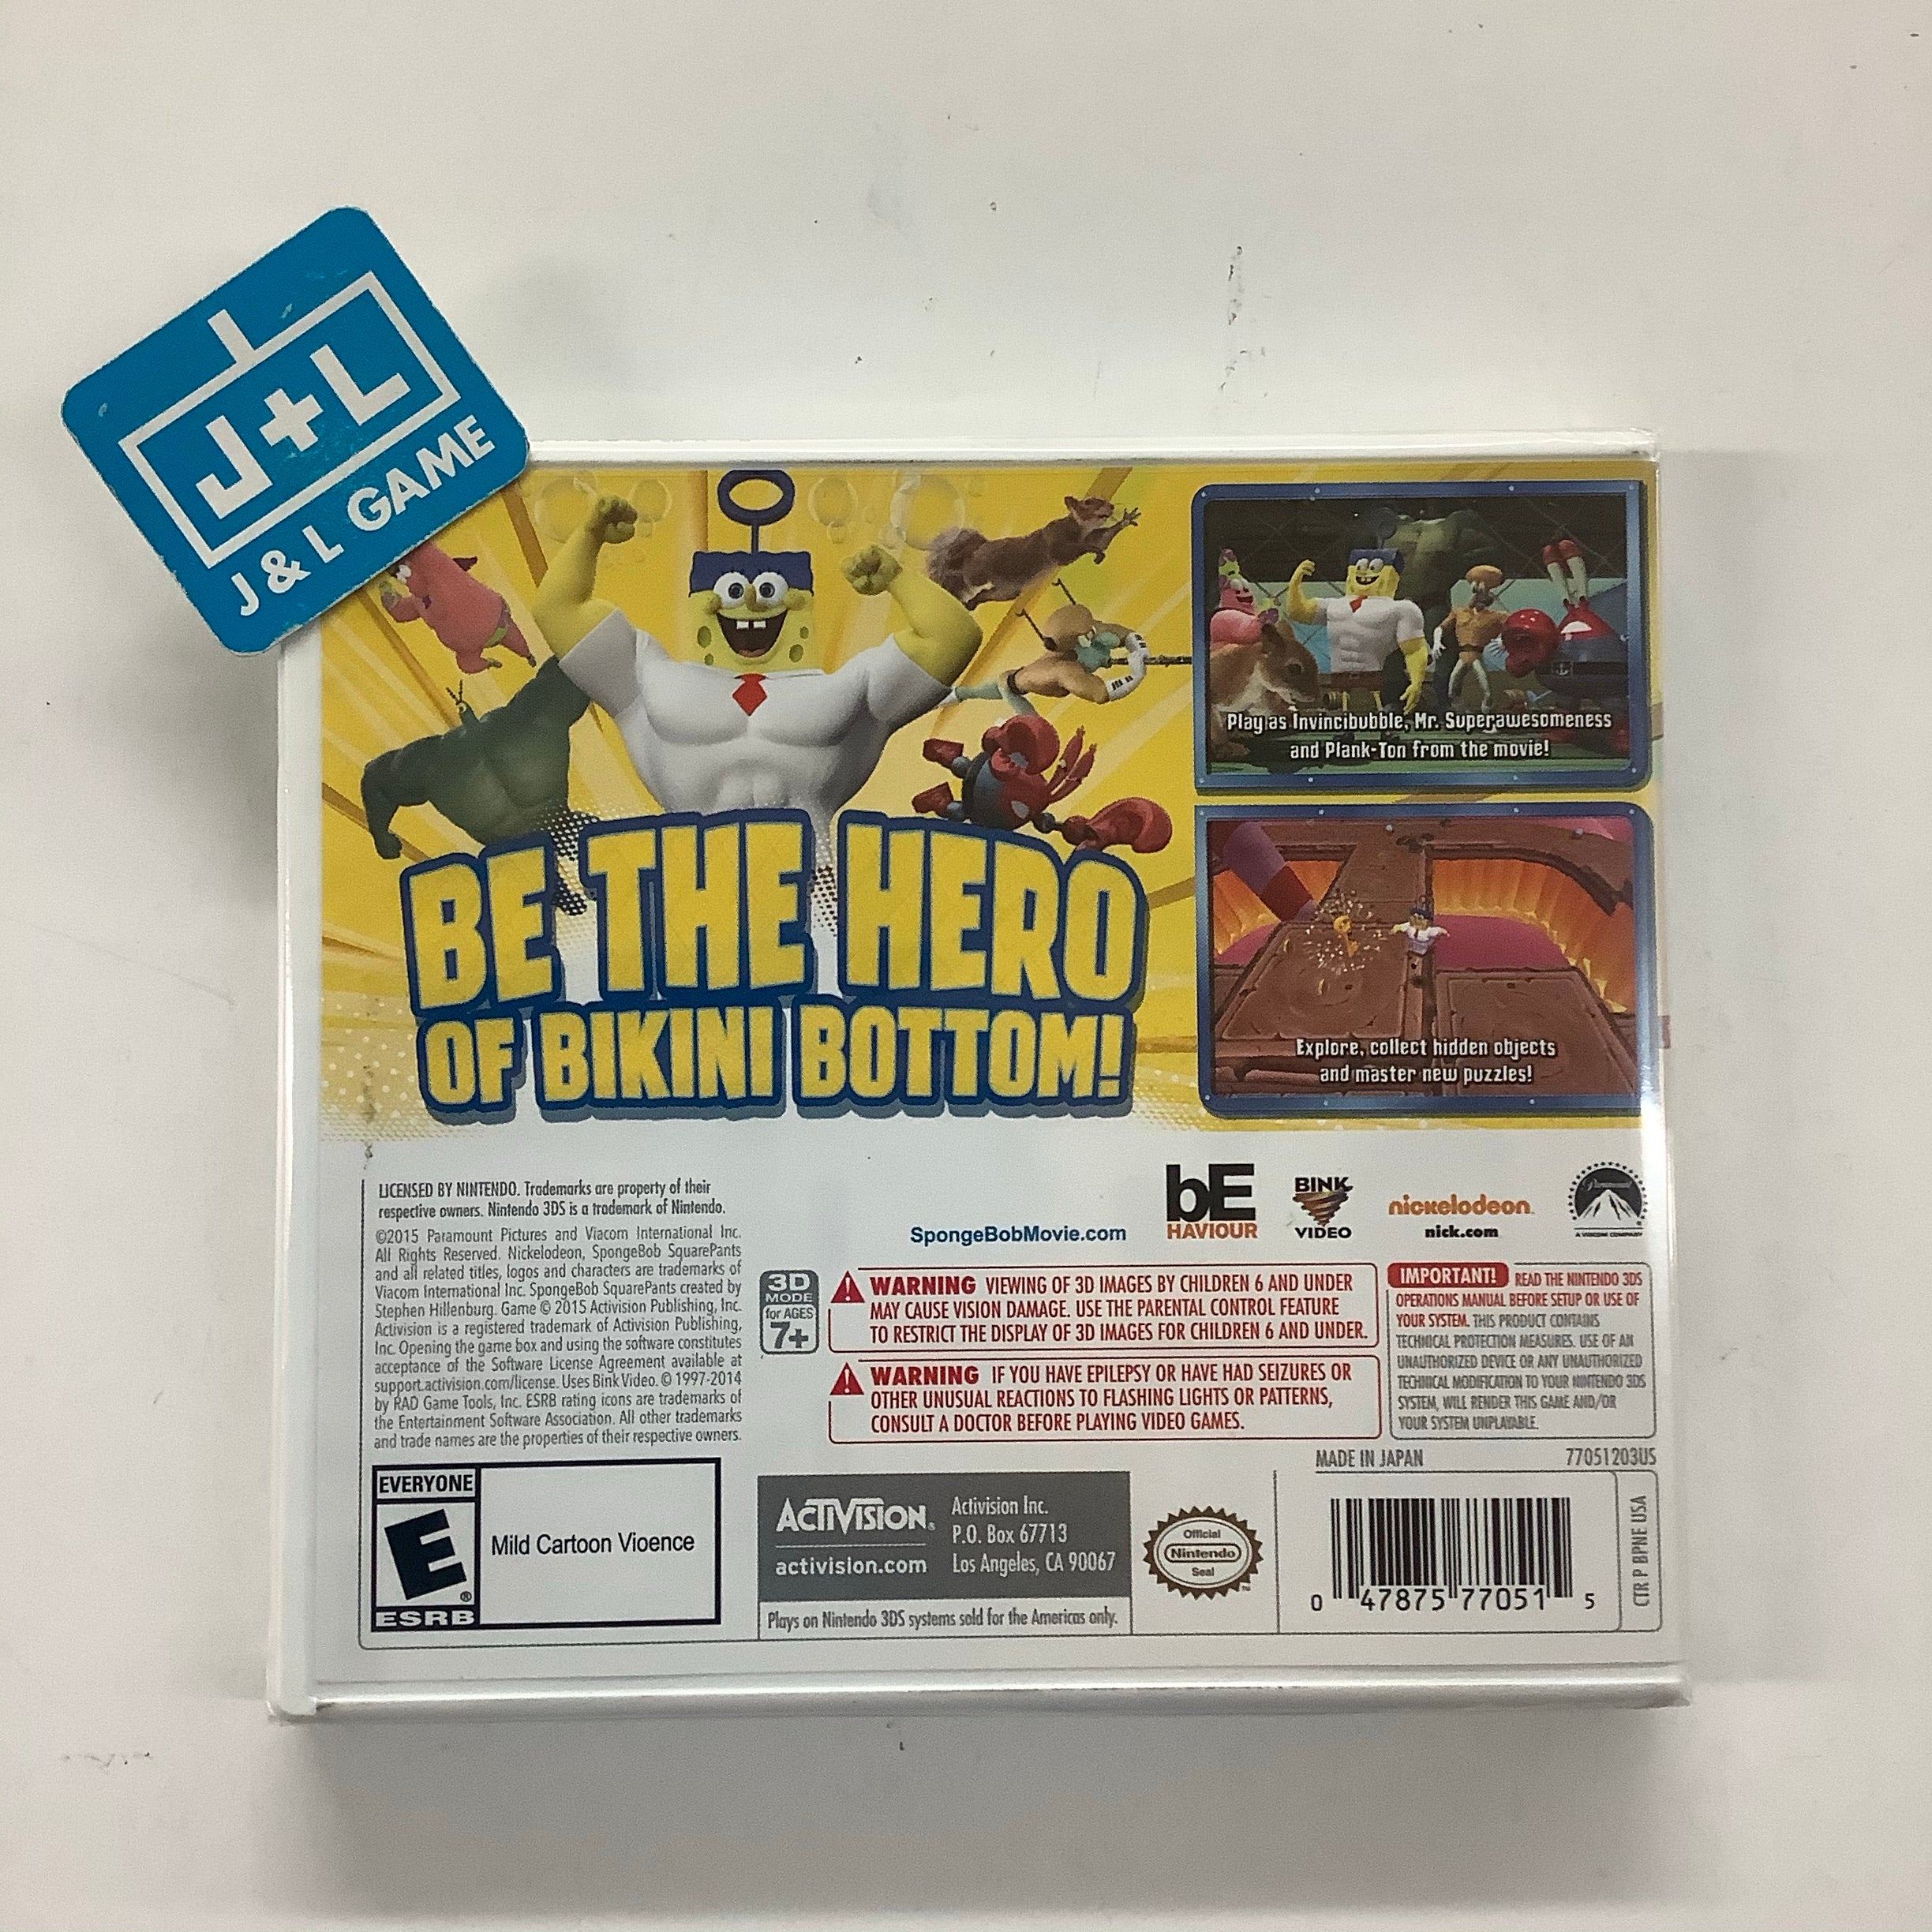 J+L
J & L GAME
Play as Invincibubble, Mr. Superawesomeness
and Plank-Ton from the movie!
BE THE HERO
OF BIKINI BOTTOM!
Explore, collect hidden objects
and master new puzzles!
LICENSED BY NINTENDO. Trademarks are property of their
respective owners. Nintendo 3DS is a trademark of Nintendo.
©2015 Paramount Pictures and Viacom International Inc.
All Rights Reserved. Nickelodeon, SpongeBob SquarePants
and all related titles, logos and characters are trademarks of
Viacom International Inc. SpongeBob SquarePants created by
Stephen Hillenburg. Game © 2015 Activision Publishing, Inc.
Activision is a registered trademark of Activision Publishing,
Inc. Opening the game box and using the software constitutes
acceptance of the Software License Agreement available at
support.activision.com/license. Uses Bink Video. © 1997-2014
by RAD Game Tools, Inc. ESRB rating icons are trademarks of
the Entertainment Software Association. All other trademarks
and trade names are the properties of their respective owners.
SpongeBobMovie.com
bE
HAVIOUR
BINK
VIDEO
nickelodeon
nick.com
Paramount
A VIACOM COMPANY
3D
MODE
for AGES
7+
WARNING VIEWING OF 3D IMAGES BY CHILDREN 6 AND UNDER
MAY CAUSE VISION DAMAGE. USE THE PARENTAL CONTROL FEATURE
TO RESTRICT THE DISPLAY OF 3D IMAGES FOR CHILDREN 6 AND UNDER.
WARNING IF YOU HAVE EPILEPSY OR HAVE HAD SEIZURES OR
OTHER UNUSUAL REACTIONS TO FLASHING LIGHTS OR PATTERNS,
CONSULT A DOCTOR BEFORE PLAYING VIDEO GAMES.
IMPORTANT! READ THE NINTENDO 3DS
OPERATIONS MANUAL BEFORE SETUP OR USE OF
YOUR SYSTEM. THIS PRODUCT CONTAINS
TECHNICAL PROTECTION MEASURES. USE OF AN
UNAUTHORIZED DEVICE OR ANY UNAUTHORIZED
TECHNICAL MODIFICATION TO YOUR NINTENDO 3DS
SYSTEM, WILL RENDER THIS GAME AND/OR
YOUR SYSTEM UNPLAYABLE.
MADE IN JAPAN
77051203US
EVERYONE
E
ESRB
Mild Cartoon Vioence
ACTIVISION.
activision.com
Activision Inc.
P.O. Box 67713
Los Angeles, CA 90067
Plays on Nintendo 3DS systems sold for the Americas only.
Official
Nintendo
Seal
0 47875 77051 5
CTR P BPNE USA